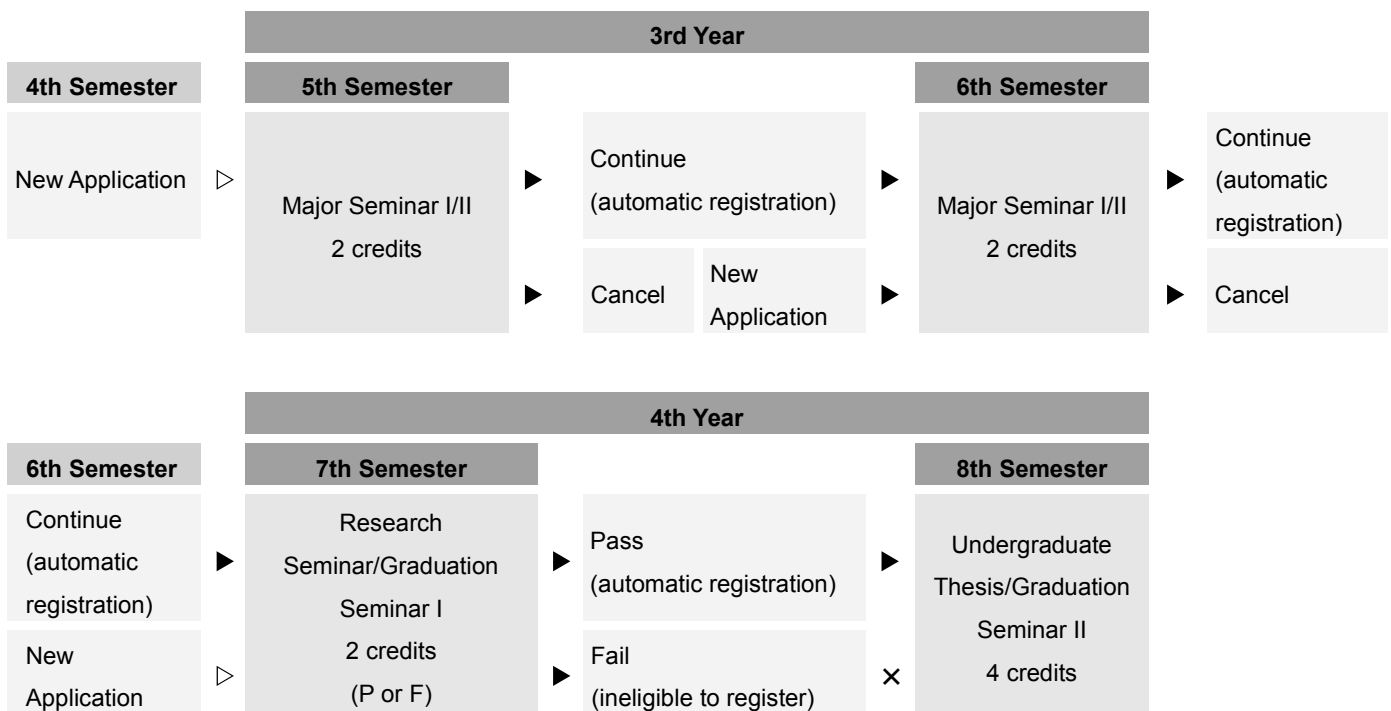 3rd Year
4th Semester
5th Semester
6th Semester
New Application
Major Seminar I/II
2 credits
Continue
(automatic registration)
Cancel
New
Application
Major Seminar I/II
2 credits
Continue
(automatic
registration)
Cancel
4th Year
6th Semester
7th Semester
8th Semester
Continue
(automatic
registration)
New
Application
Research
Seminar/Graduation
Seminar I
2 credits
(P or F)
Pass
(automatic registration)
Fail
(ineligible to register)
Undergraduate
Thesis/Graduation
Seminar II
4 credits